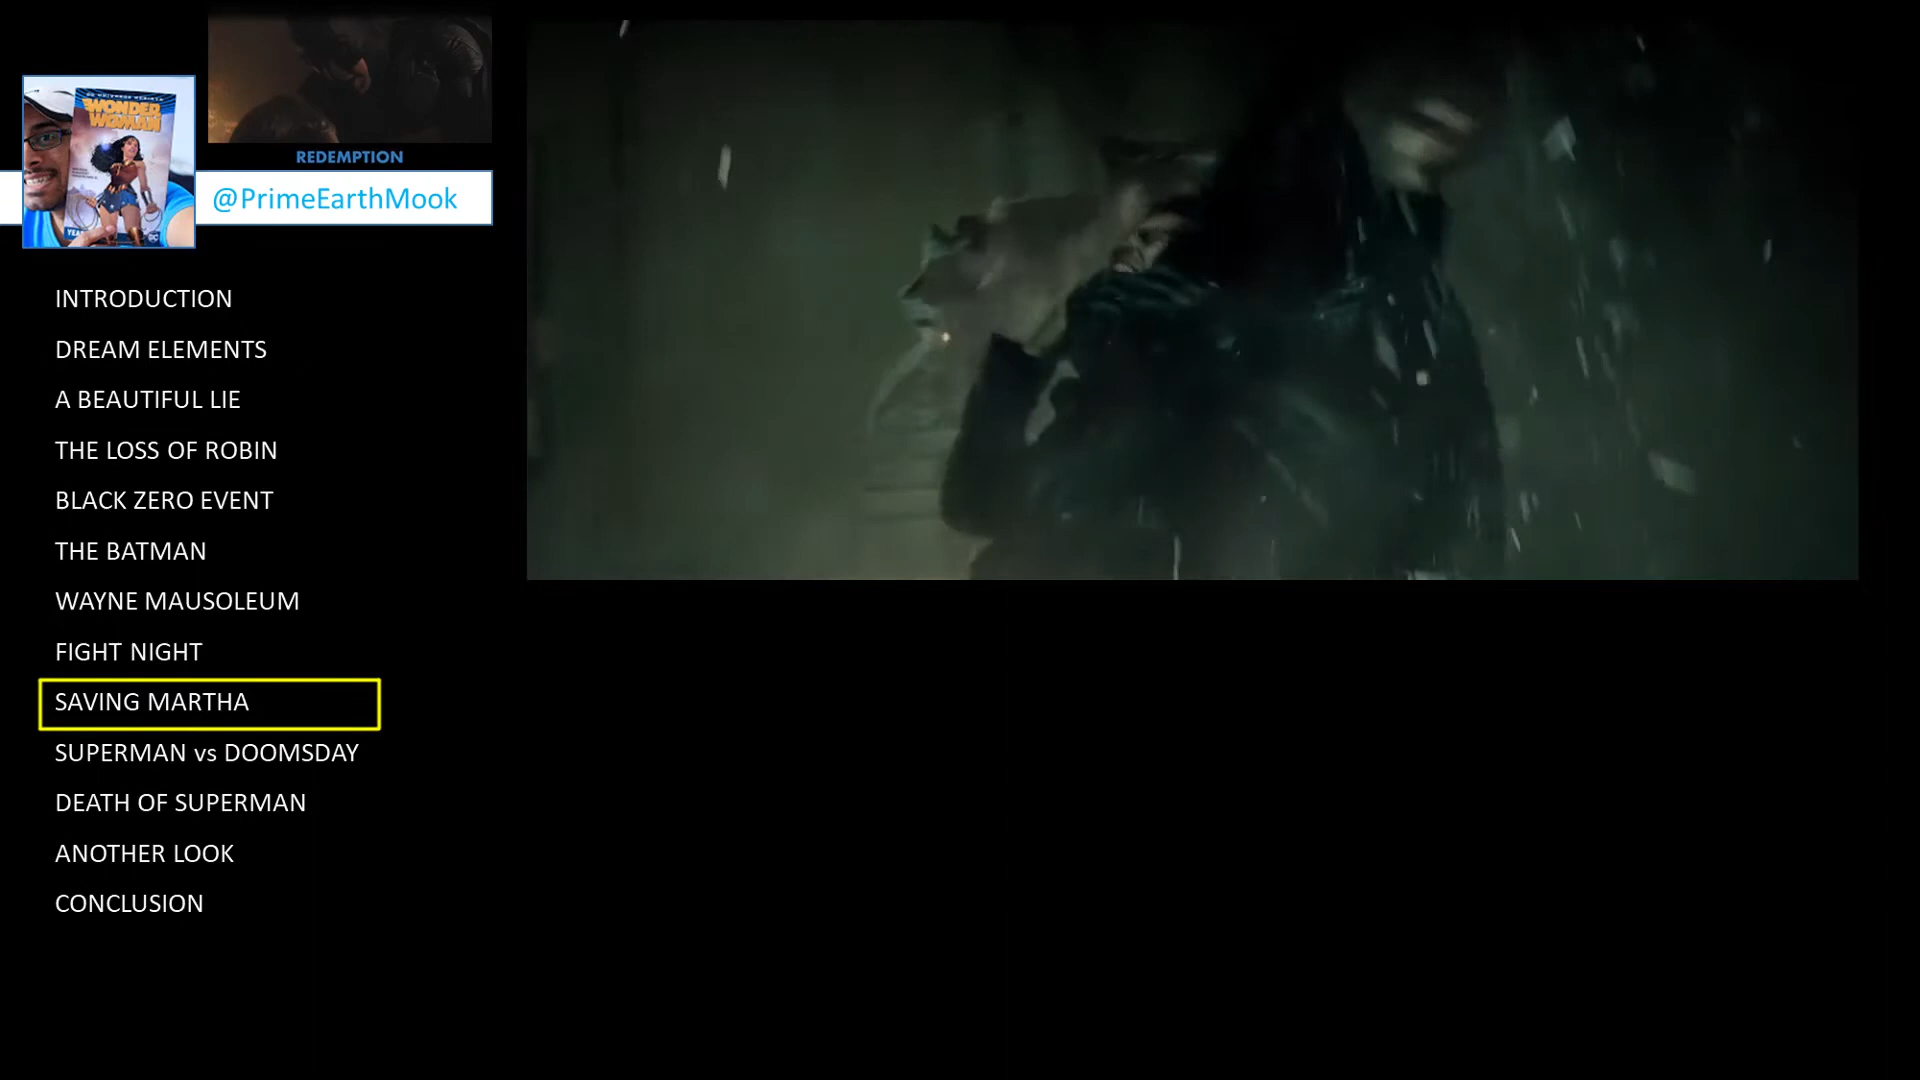 WONDER
WOMAN
REDEMPTION
@PrimeEarthMook
INTRODUCTION
DREAM ELEMENTS
A BEAUTIFUL LIE
THE LOSS OF ROBIN
BLACK ZERO EVENT
THE BATMAN
WAYNE MAUSOLEUM
FIGHT NIGHT
SAVING MARTHA
SUPERMAN vs DOOMSDAY
DEATH OF SUPERMAN
ANOTHER LOOK
CONCLUSION